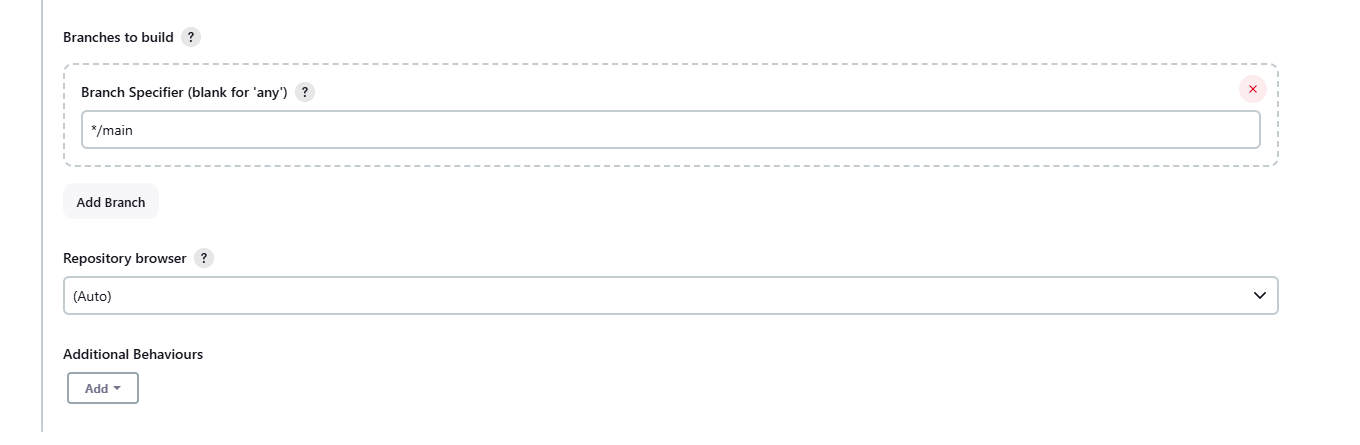 Branches to build ?
Branch Specifier (blank for 'any') ?
*/main
Add Branch
Repository browser ?
(Auto)
Additional Behaviours
Add